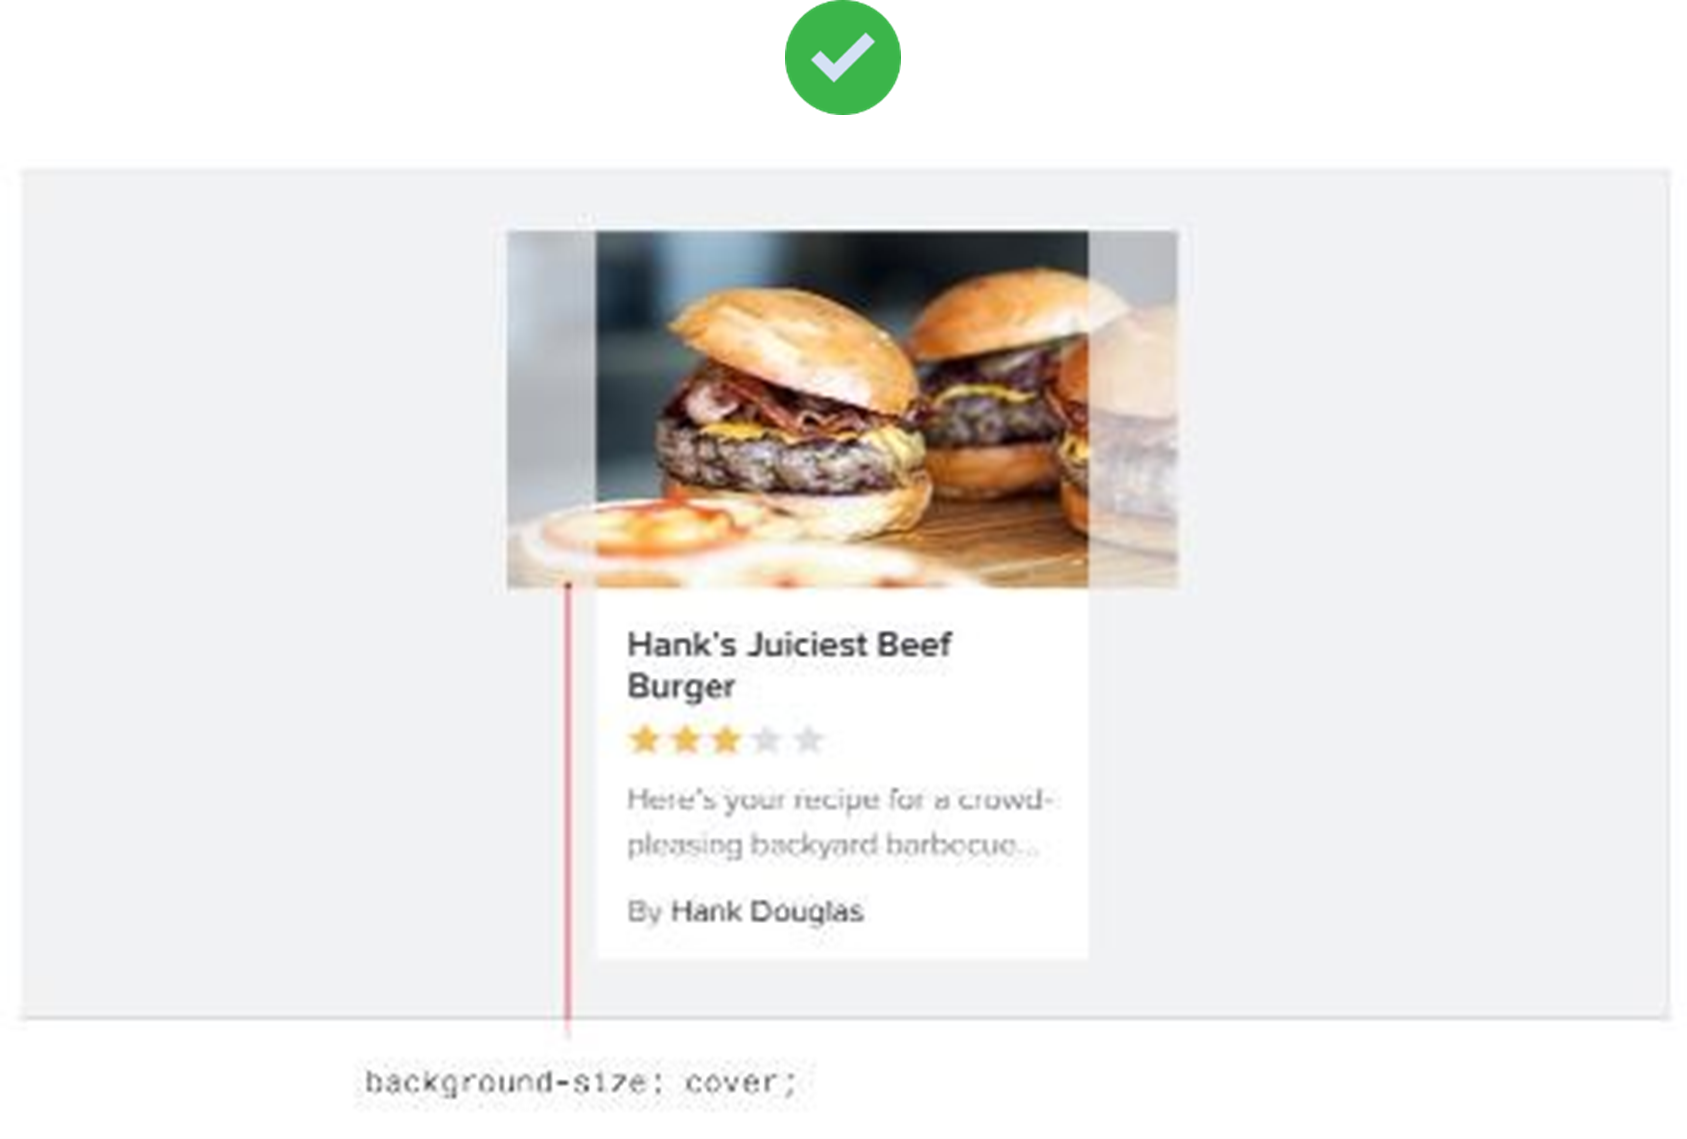 Hank's Juiciest Beef
Burger
Here's your recipe for a crowd-
pleasing backyard barbecue...
By Hank Douglas
background-size: cover;